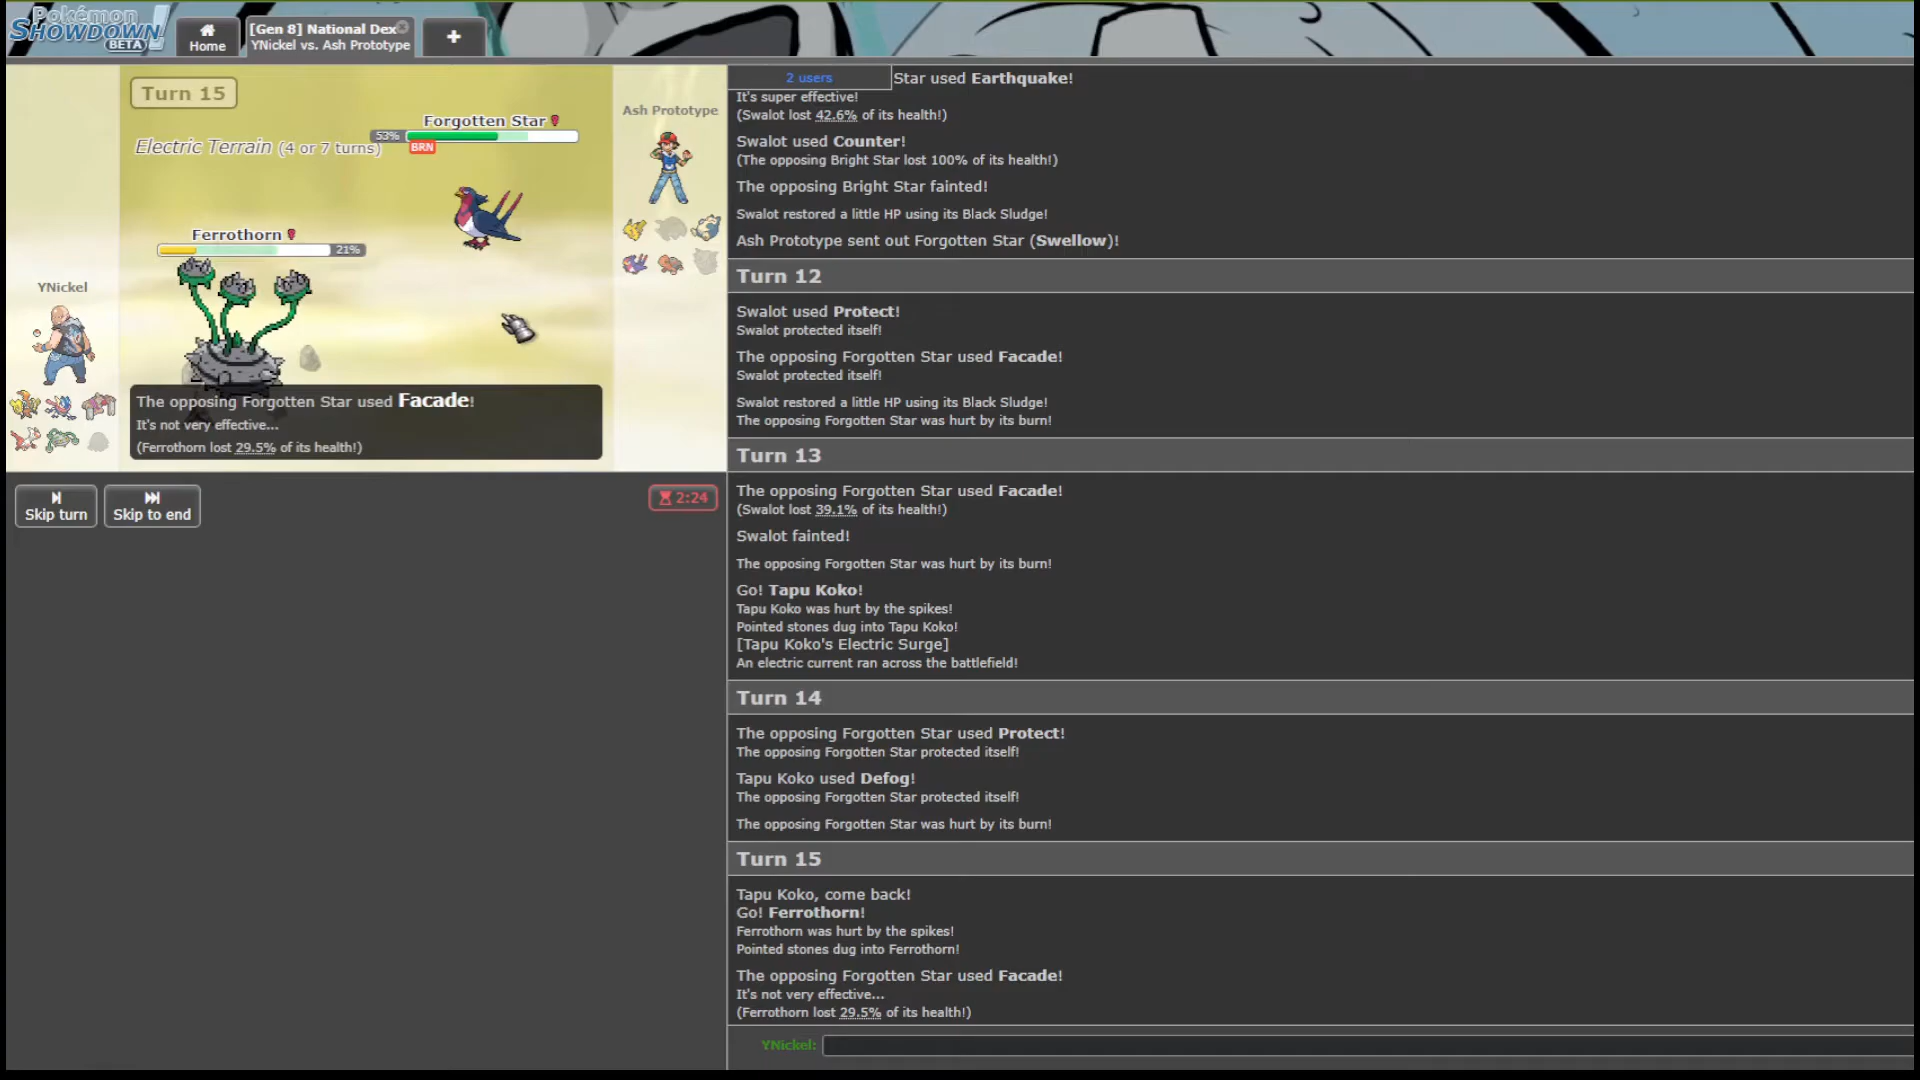 Pokémon
SHOWDOWN!
BETA
Home
[Gen 8] National Dex
YNickel vs. Ash Prototype
+
Turn 15
Forgotten Star
53%
BRN
Electric Terrain (4 or 7 turns)
Ash Prototype
Ferrothorn
21%
YNickel
The opposing Forgotten Star used Facade!
It's not very effective...
(Ferrothorn lost 29.5% of its health!)
Skip turn
Skip to end
2:24
2 users
Star used Earthquake!
It's super effective!
(Swalot lost 42.6% of its health!)
Swalot used Counter!
(The opposing Bright Star lost 100% of its health!)
The opposing Bright Star fainted!
Swalot restored a little HP using its Black Sludge!
Ash Prototype sent out Forgotten Star (Swellow)!
Turn 12
Swalot used Protect!
Swalot protected itself!
The opposing Forgotten Star used Facade!
Swalot protected itself!
Swalot restored a little HP using its Black Sludge!
The opposing Forgotten Star was hurt by its burn!
Turn 13
The opposing Forgotten Star used Facade!
(Swalot lost 39.1% of its health!)
Swalot fainted!
The opposing Forgotten Star was hurt by its burn!
Go! Tapu Koko!
Tapu Koko was hurt by the spikes!
Pointed stones dug into Tapu Koko!
[Tapu Koko's Electric Surge]
An electric current ran across the battlefield!
Turn 14
The opposing Forgotten Star used Protect!
The opposing Forgotten Star protected itself!
Tapu Koko used Defog!
The opposing Forgotten Star protected itself!
The opposing Forgotten Star was hurt by its burn!
Turn 15
Tapu Koko, come back!
Go! Ferrothorn!
Ferrothorn was hurt by the spikes!
Pointed stones dug into Ferrothorn!
The opposing Forgotten Star used Facade!
It's not very effective...
(Ferrothorn lost 29.5% of its health!)
YNickel: